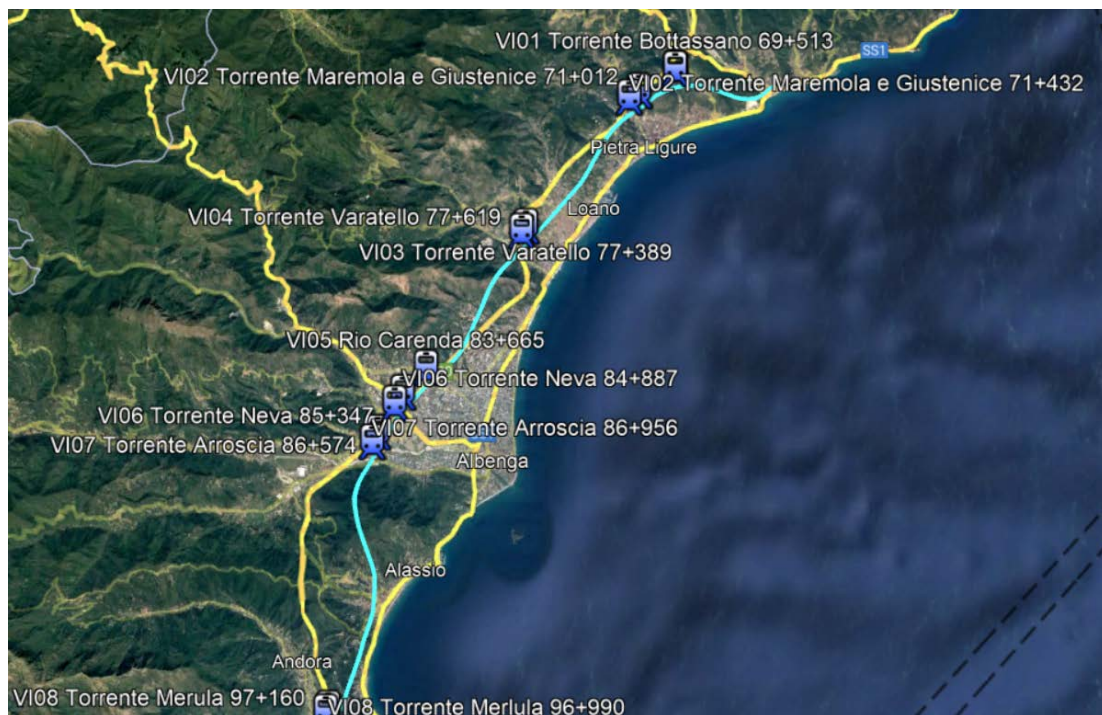 VI01 Torrente Bottassano 69+513
SS1
VI02 Torrente Maremola e Giustenice 71+012
VI02 Torrente Maremola e Giustenice 71+432
Pietra Ligure
Loano
VI04 Torrente Varatello 77+619
VI03 Torrente Varatello 77+389
VI05 Rio Carenda 83+665
VI06 Torrente Neva 84+887
VI06 Torrente Neva 85+347
VI07 Torrente Arroscia 86+956
VI07 Torrente Arroscia 86+574
Albenga
Alassio
Andora
VI08 Torrente Merula 97+160
VI08 Torrente Merlula 96+990